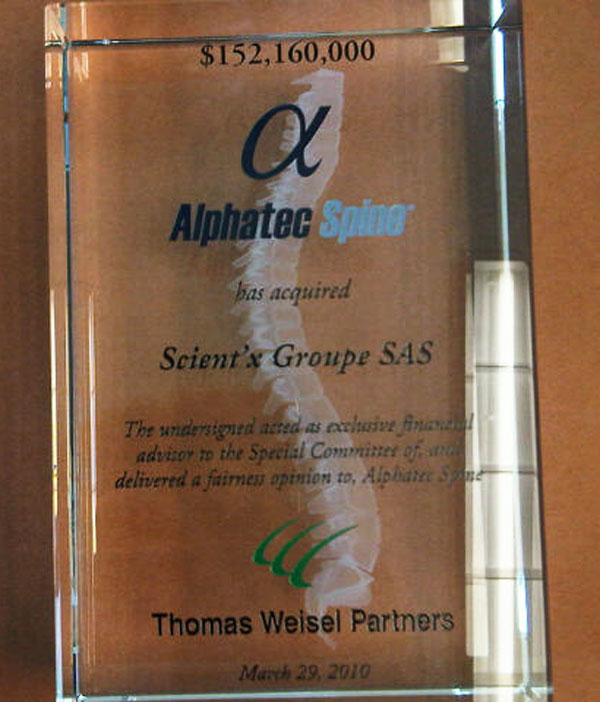 $152,160,000
α
Alphatec Spine
has acquired
Scient'x Groupe SAS
The undersigned acted as exclusive financial
advisor to the Special Committee of, and
delivered a fairness opinion to, Alphatec Spine
Thomas Weisel Partners
March 29, 2010